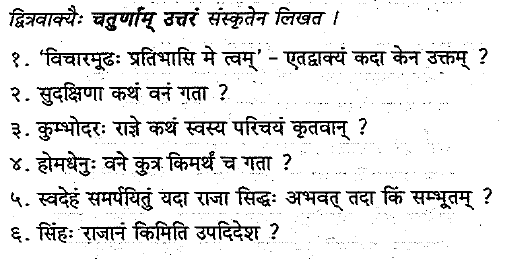 द्वित्रवाक्यैः चतुर्णाम् उत्तरं संस्कृतेन लिखत ।
१. 'विचारमूढः प्रतिभासि मे त्वम्' – एतद्वाक्यं कदा केन उक्तम् ?
२. सुदक्षिणा कथं वनं गता ?
३. कुम्भोदरः राज्ञे कथं स्वस्य परिचयं कृतवान् ?
४. होमधेनुः वने कुत्र किमर्थं च गता ?
५. स्वदेहं समर्पयितुं यदा राजा सिद्धः अभवत् तदा किं सम्भूतम् ?
६. सिंहः राजानं किमिति उपदिदेश ?